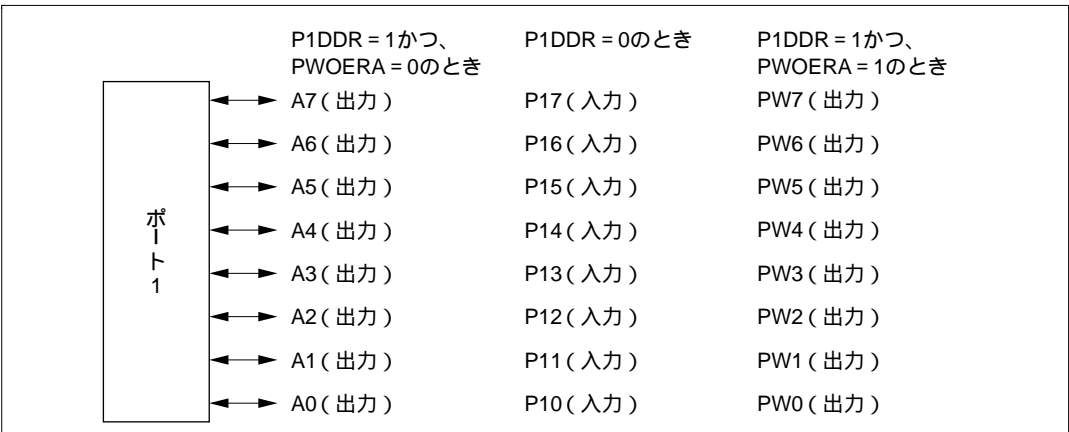 P1DDR = 1かつ、 P1DDR = 0のとき P1DDR = 1かつ、
PWOERA = 0のとき PWOERA = 1のとき
A7(出力) P17(入力) PW7(出力)
A6(出力) P16(入力) PW6(出力)
A5(出力) P15(入力) PW5(出力)
A4(出力) P14(入力) PW4(出力)
A3(出力) P13(入力) PW3(出力)
A2(出力) P12(入力) PW2(出力)
A1(出力) P11(入力) PW1(出力)
A0(出力) P10(入力) PW0(出力)
ポート1